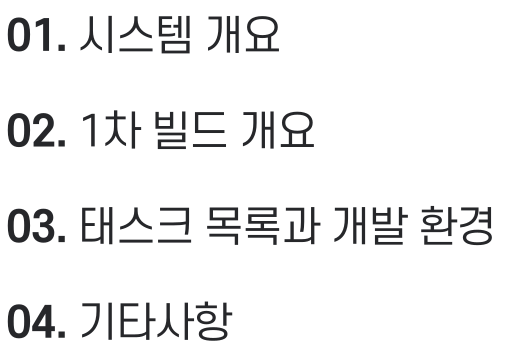 01. 시스템 개요
02. 1차 빌드 개요
03. 태스크 목록과 개발 환경
04. 기타사항